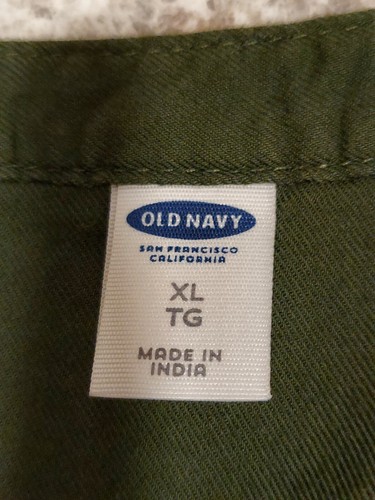 OLD NAVY
SAN FRANCISCO
CALIFORNIA
XL
TG
MADE IN
INDIA